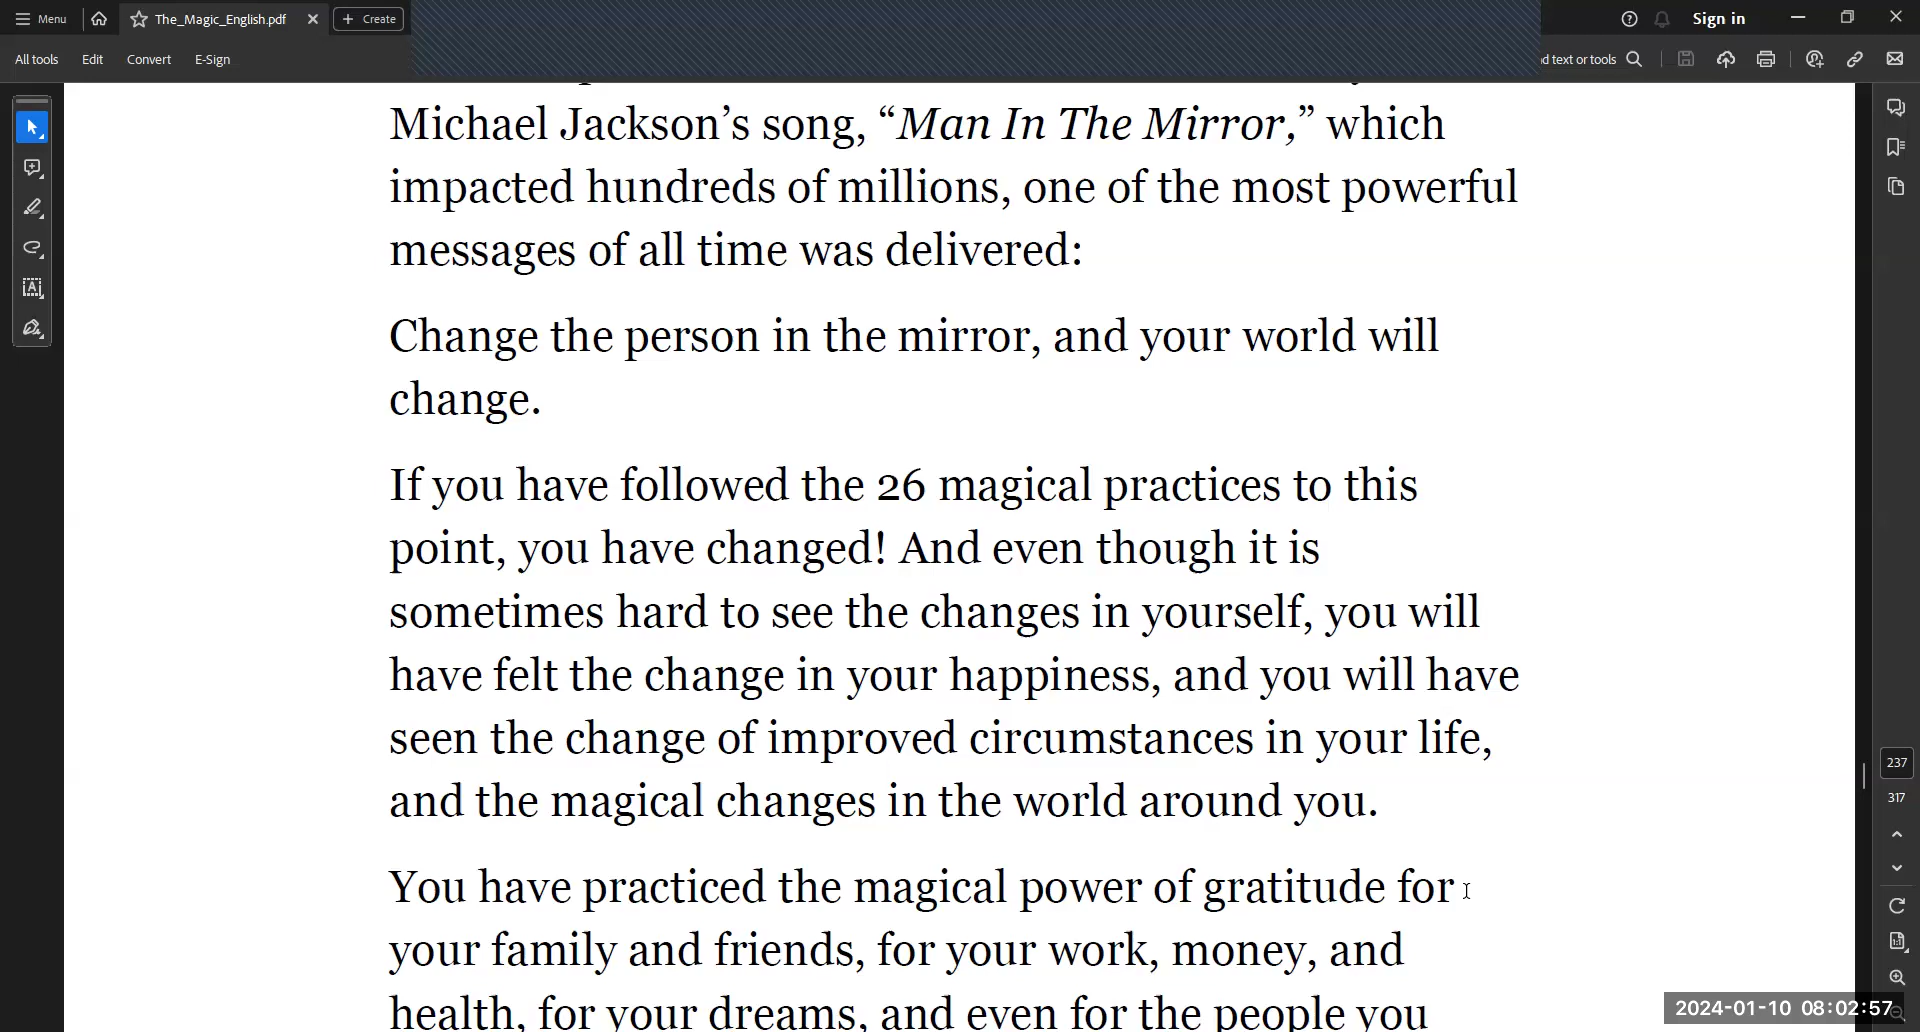 Menu
The_Magic_English.pdf
Create
Sign in
All tools
Edit
Convert
E-Sign
text or tools
Michael Jackson’s song, “Man In The Mirror,” which
impacted hundreds of millions, one of the most powerful
messages of all time was delivered:
Change the person in the mirror, and your world will
change.
If you have followed the 26 magical practices to this
point, you have changed! And even though it is
sometimes hard to see the changes in yourself, you will
have felt the change in your happiness, and you will have
seen the change of improved circumstances in your life,
and the magical changes in the world around you.
You have practiced the magical power of gratitude for
your family and friends, for your work, money, and
health, for your dreams, and even for the people you
237
317
2024-01-10 08:02:57